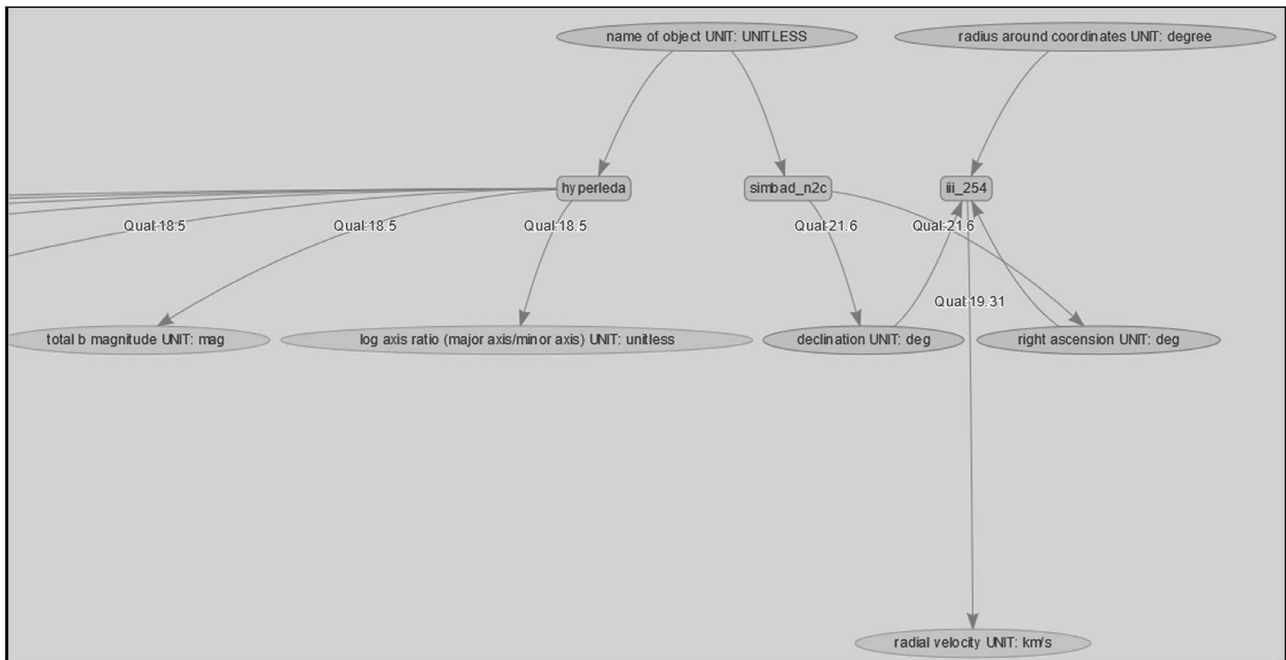 name of object UNIT: UNITLESS
radius around coordinates UNIT: degree
hyperleda
simbad_n2c
iii_254
Qual:18.5
Qual:18.5
Qual:18.5
Qual:21.6
Qual:21.6
Qual:19.31
total b magnitude UNIT: mag
log axis ratio (major axis/minor axis) UNIT: unitless
declination UNIT: deg
right ascension UNIT: deg
radial velocity UNIT: km/s